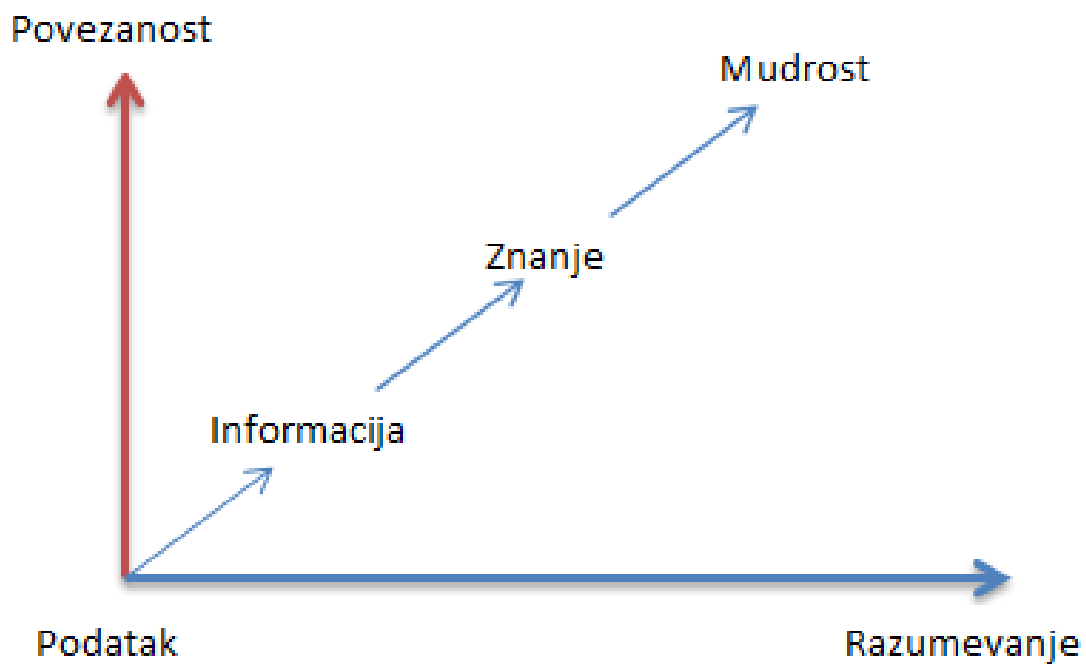 Povezanost
Mudrost
Znanje
Informacija
Podatak
Razumevanje